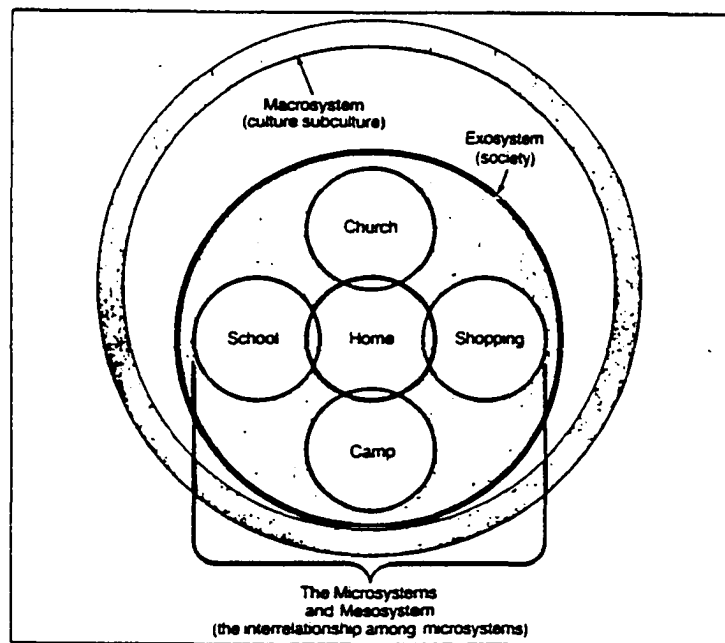 Macrosystem
(culture subculture)
Exosystem
(society)
Church
School
Home
Shopping
Camp
The Microsystems
and Mesosystem
(the interrelationship among microsystems)